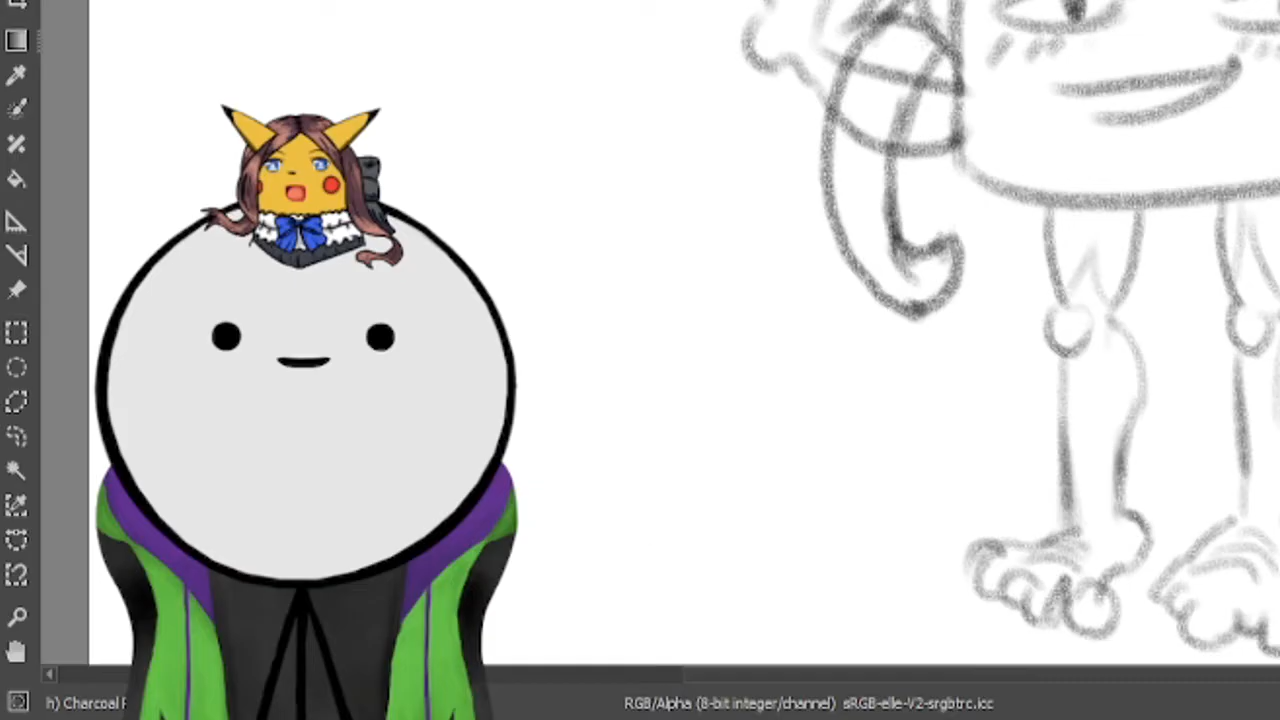 h) Charcoal
RGB/Alpha (8-bit integer/channel) sRGB-elle-V2-srgbtrc.icc